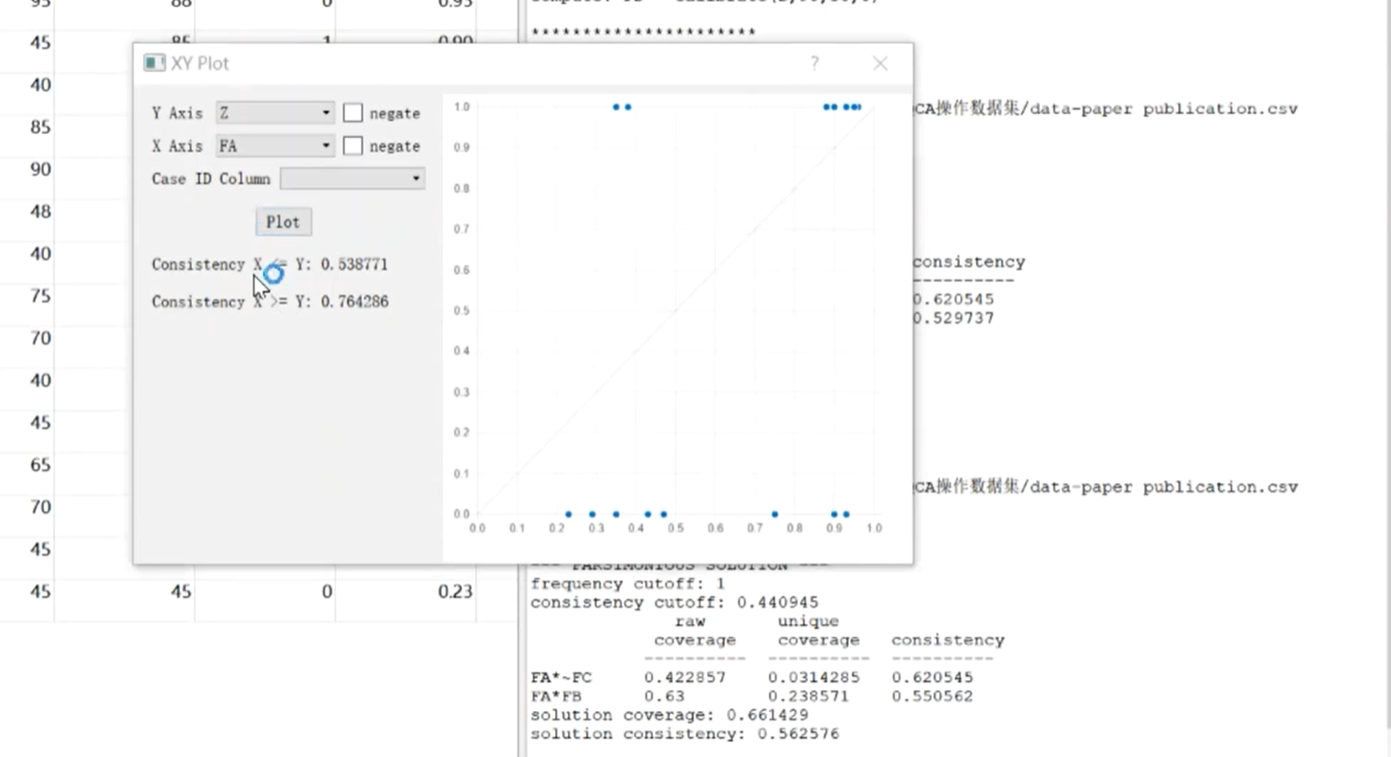 95 88 0 0.95
**********************
45 85 1 0.90
XY Plot ?
40
85
90
48
40
75
70
40
45
65
70
45
45 45 0 0.23
Y Axis Z negate
X Axis FA negate
Case ID Column
Plot
Consistency X <= Y: 0.538771
Consistency X >= Y: 0.764286
1.0
0.9
0.8
0.7
0.6
0.5
0.4
0.3
0.2
0.1
0.0
0.0 0.1 0.2 0.3 0.4 0.5 0.6 0.7 0.8 0.9 1.0
CA操作数据集/data-paper publication.csv
consistency
----------
0.620545
0.529737
CA操作数据集/data-paper publication.csv
--- PARSIMONIOUS SOLUTION ---
frequency cutoff: 1
consistency cutoff: 0.440945
raw unique
coverage coverage consistency
---------- ---------- ----------
FA*~FC 0.422857 0.0314285 0.620545
FA*FB 0.63 0.238571 0.550562
solution coverage: 0.661429
solution consistency: 0.562576